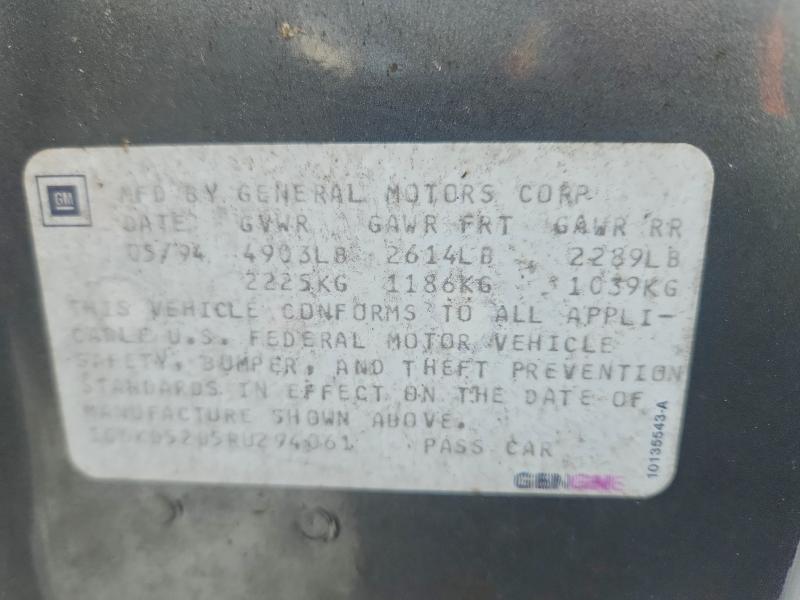 GM
MFD BY GENERAL MOTORS CORP
DATE GVWR GAWR FRT GAWR RR
05/94 4903LB 2614LB 2289LB
2225KG 1186KG 1039KG
THIS VEHICLE CONFORMS TO ALL APPLI-
CABLE U.S. FEDERAL MOTOR VEHICLE
SAFETY, BUMPER, AND THEFT PREVENTION
STANDARDS IN EFFECT ON THE DATE OF
MANUFACTURE SHOWN ABOVE.
PASS CAR
GENUINE
10135543-A